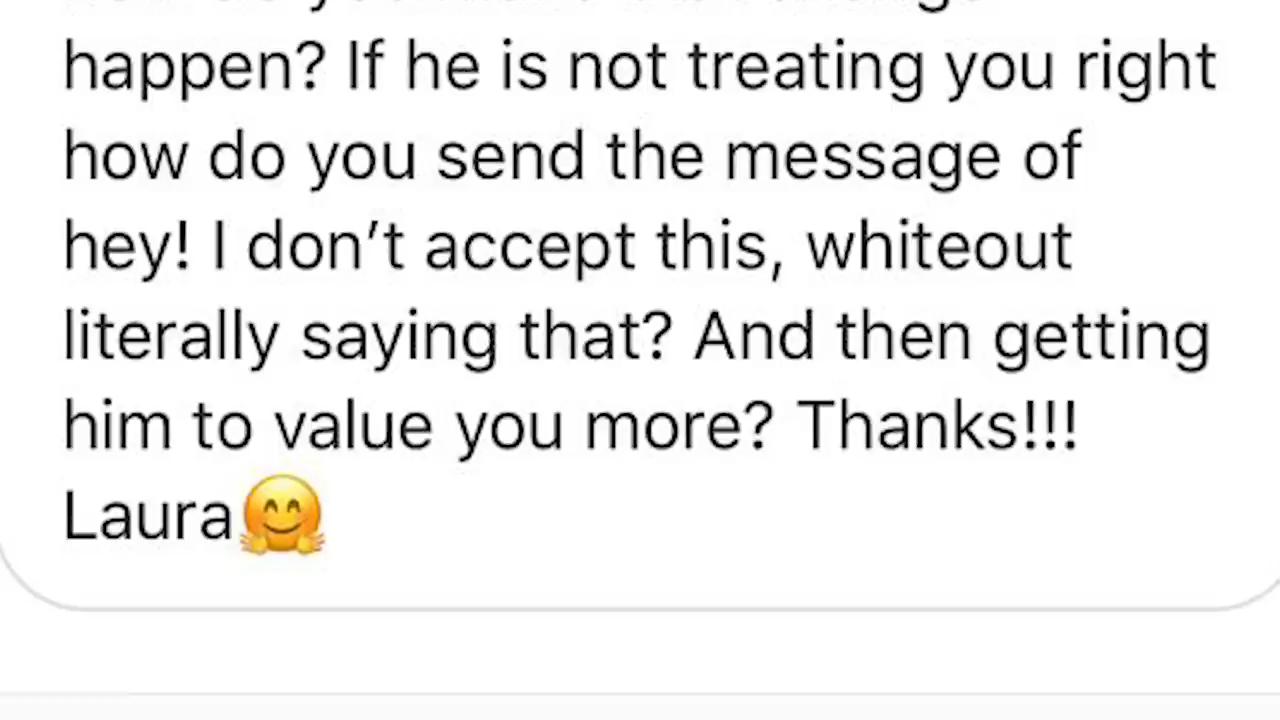 happen? If he is not treating you right
how do you send the message of
hey! I don’t accept this, whiteout
literally saying that? And then getting
him to value you more? Thanks!!!
Laura🤗